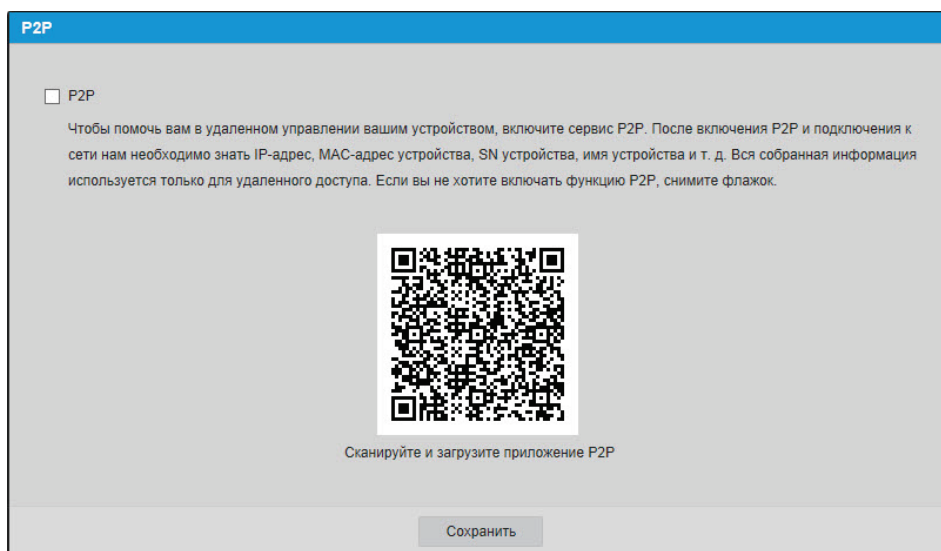 P2P
P2P
Чтобы помочь вам в удаленном управлении вашим устройством, включите сервис P2P. После включения P2P и подключения к
сети нам необходимо знать IP-адрес, MAC-адрес устройства, SN устройства, имя устройства и т. д. Вся собранная информация
используется только для удаленного доступа. Если вы не хотите включать функцию P2P, снимите флажок.
Сканируйте и загрузите приложение P2P
Сохранить